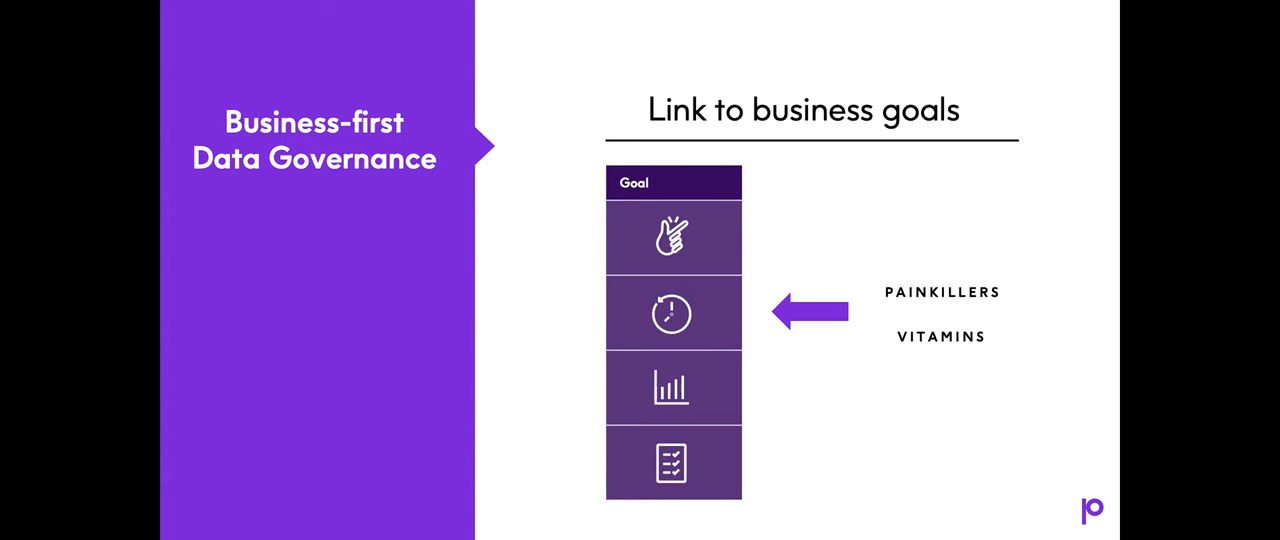 Business-first
Data Governance
Link to business goals
Goal
PAINKILLERS
VITAMINS